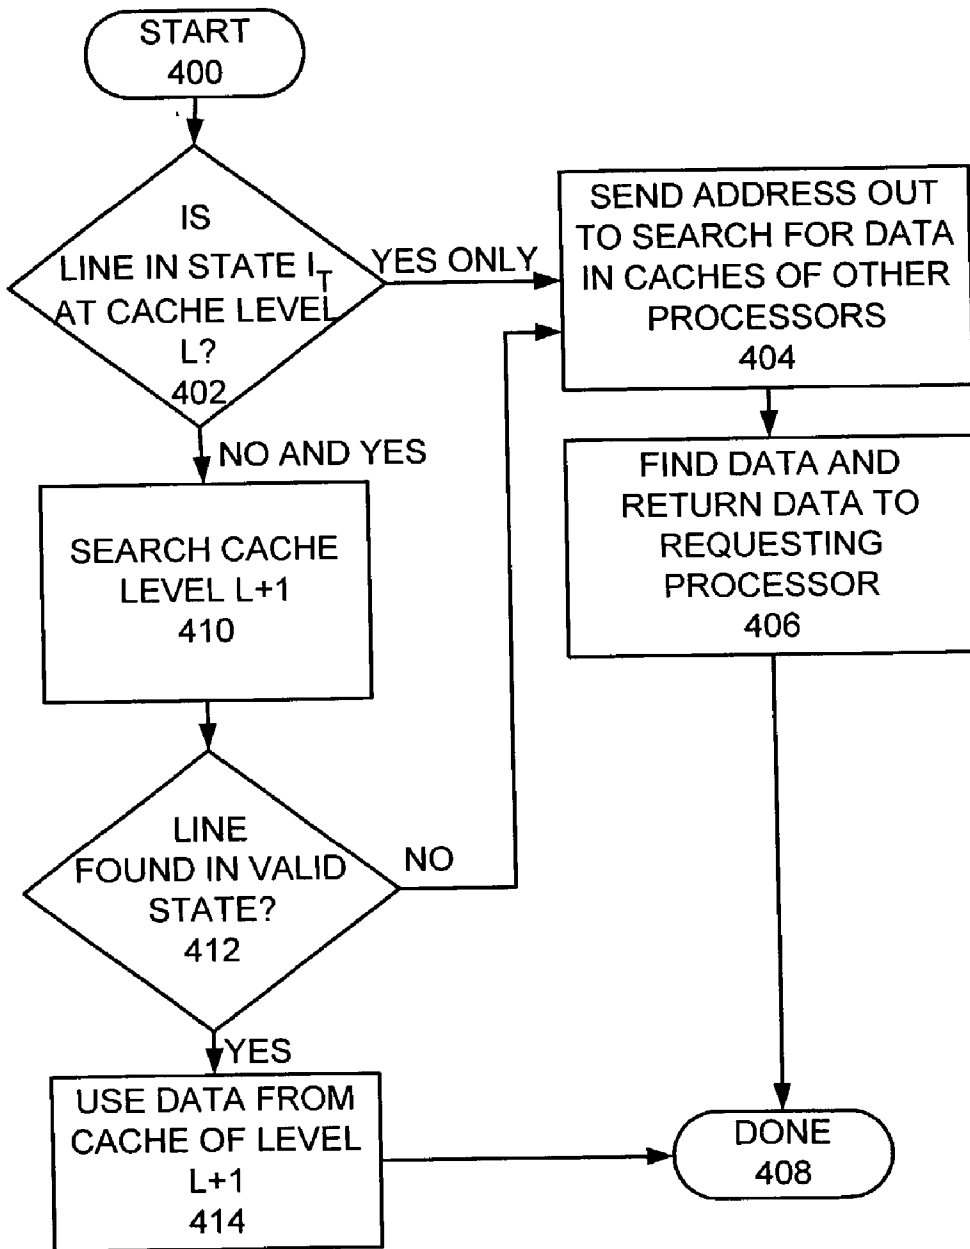 START
400
IS
LINE IN STATE I_T
AT CACHE LEVEL
L?
402
YES ONLY
SEND ADDRESS OUT
TO SEARCH FOR DATA
IN CACHES OF OTHER
PROCESSORS
404
NO AND YES
FIND DATA AND
RETURN DATA TO
REQUESTING
PROCESSOR
406
SEARCH CACHE
LEVEL L+1
410
LINE
FOUND IN VALID
STATE?
412
NO
YES
USE DATA FROM
CACHE OF LEVEL
L+1
414
DONE
408